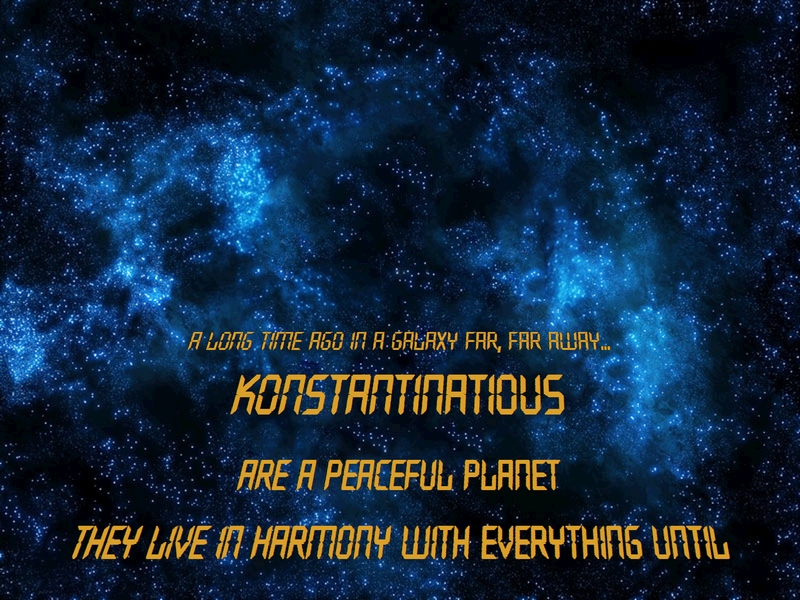 A LONG TIME AGO IN A GALAXY FAR, FAR AWAY...
KONSTANTINATIOUS
ARE A PEACEFUL PLANET
THEY LIVE IN HARMONY WITH EVERYTHING UNTIL